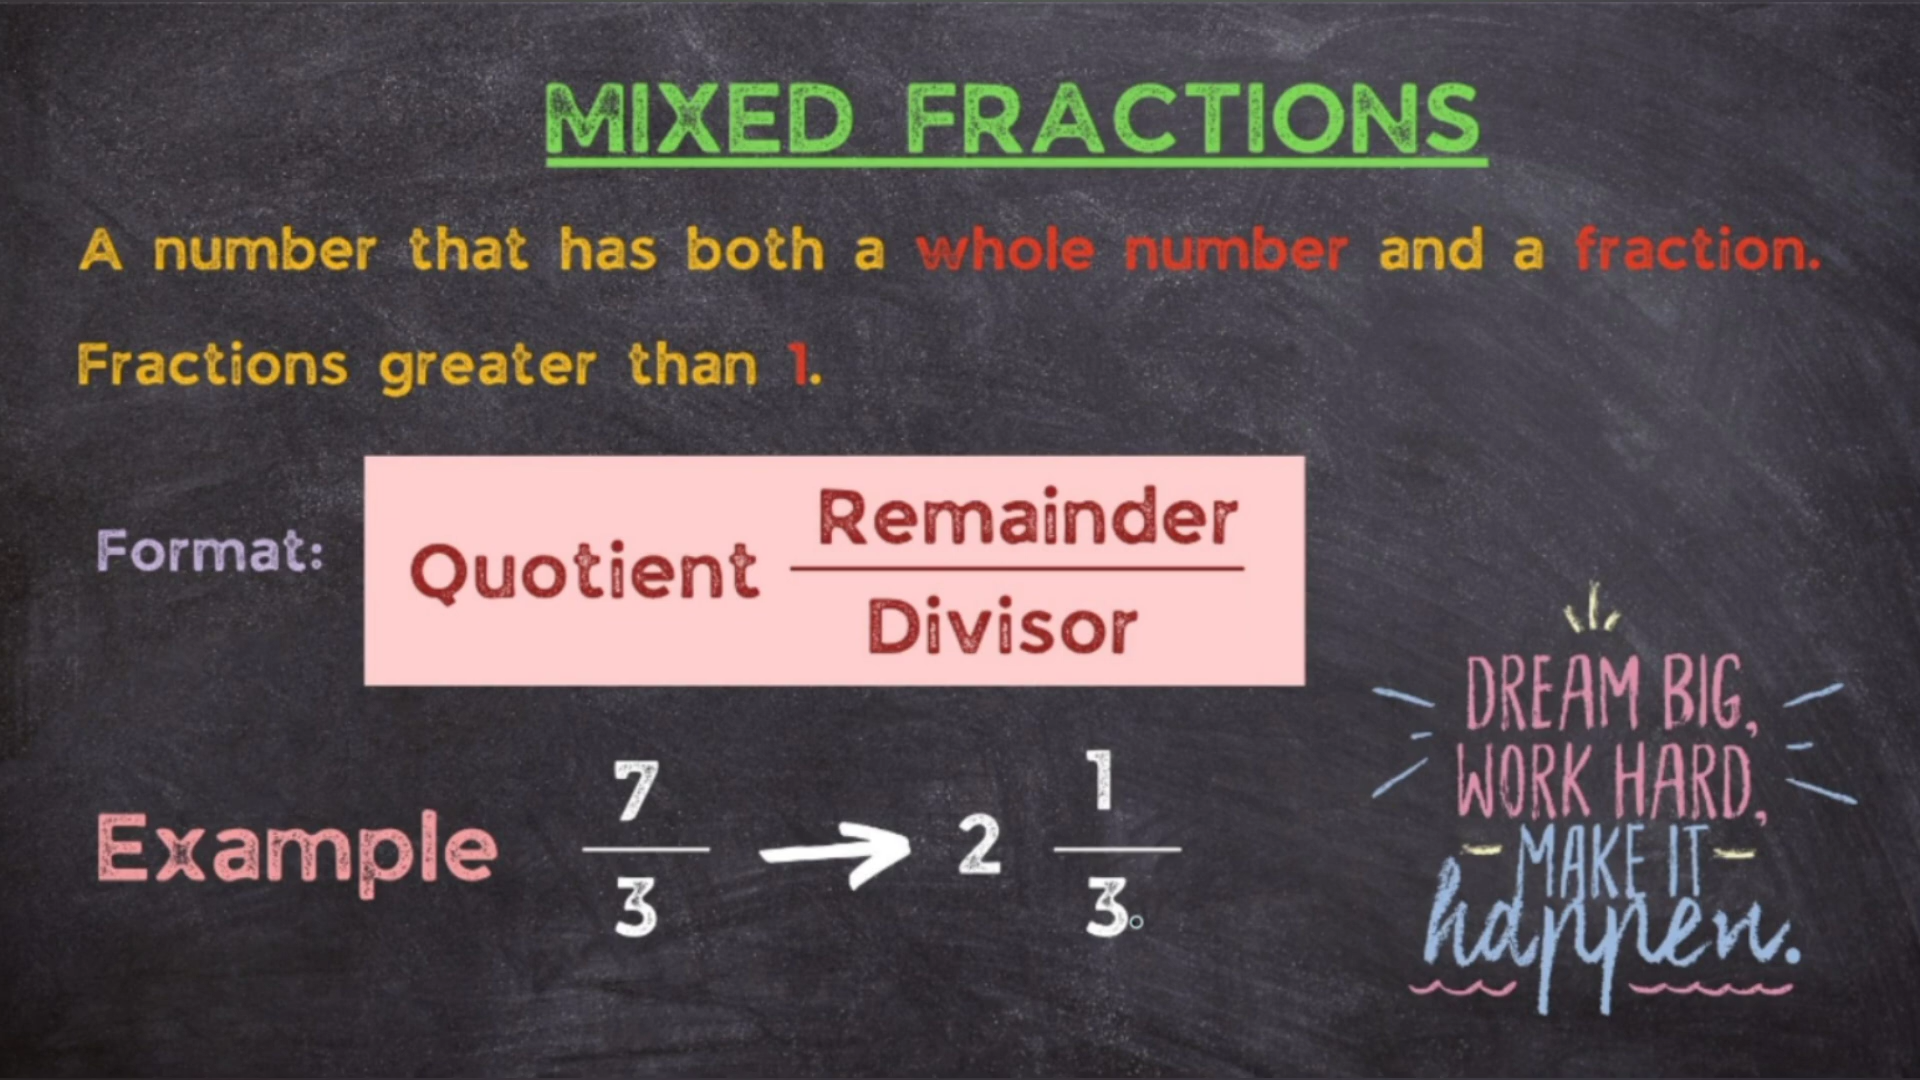 MIXED FRACTIONS
A number that has both a whole number and a fraction.
Fractions greater than 1.
Format:
Quotient Remainder
Divisor
Example 7
3
2 1
3
DREAM BIG,
WORK HARD,
MAKE IT
happen.